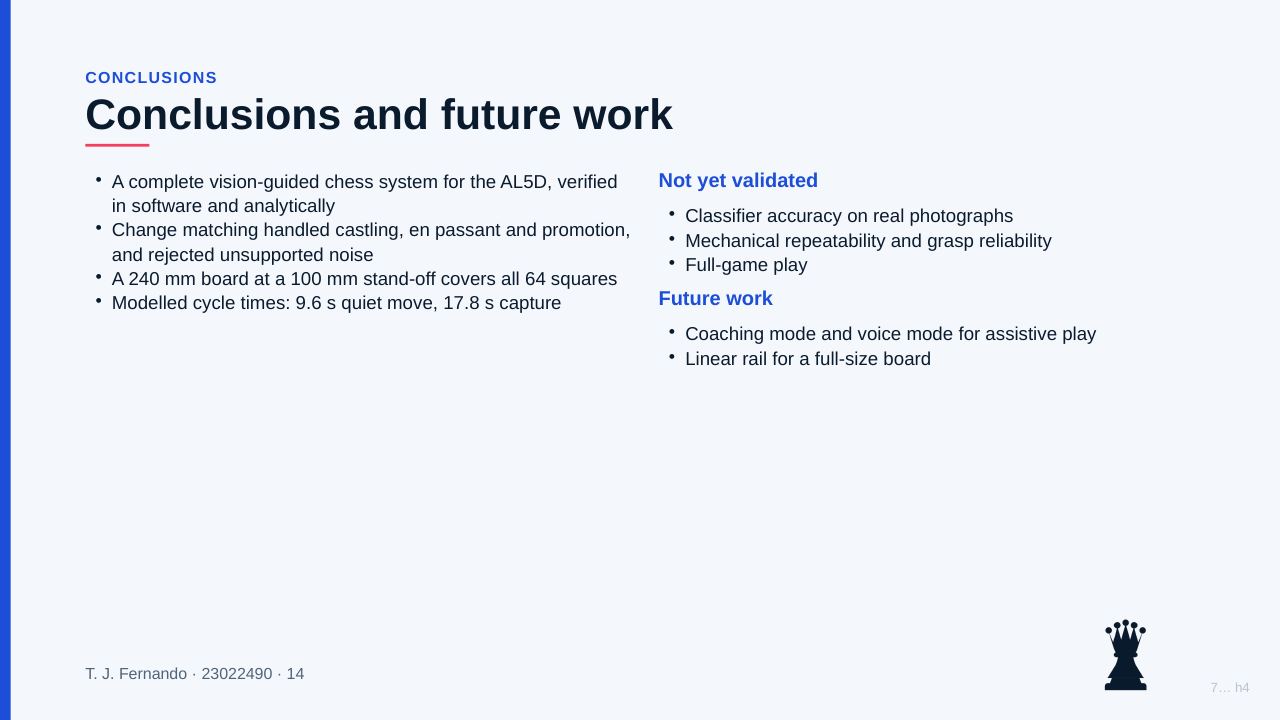 CONCLUSIONS
Conclusions and future work
• A complete vision-guided chess system for the AL5D, verified
in software and analytically
• Change matching handled castling, en passant and promotion,
and rejected unsupported noise
• A 240 mm board at a 100 mm stand-off covers all 64 squares
• Modelled cycle times: 9.6 s quiet move, 17.8 s capture
Not yet validated
• Classifier accuracy on real photographs
• Mechanical repeatability and grasp reliability
• Full-game play
Future work
• Coaching mode and voice mode for assistive play
• Linear rail for a full-size board
T. J. Fernando · 23022490 · 14
7… h4